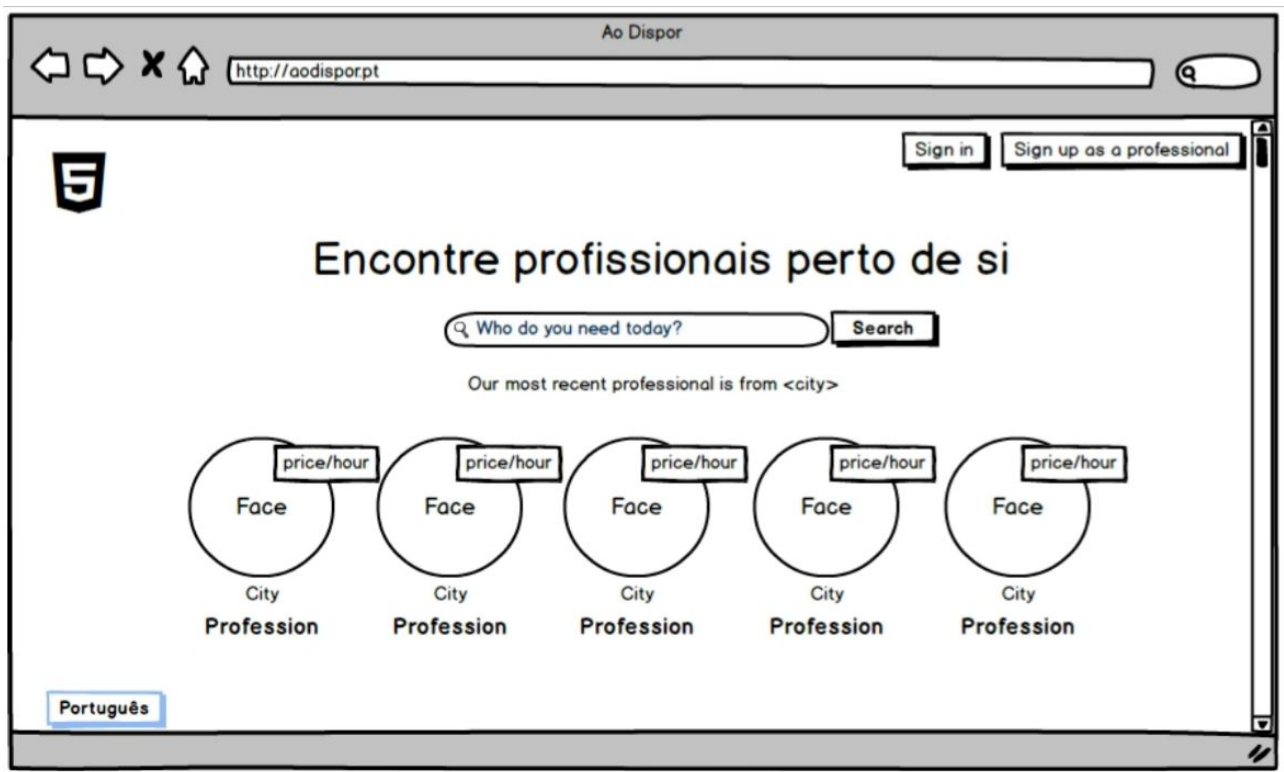 Ao Dispor
http://aodispor.pt
Sign in
Sign up as a professional
5
Encontre profissionais perto de si
Who do you need today?
Search
Our most recent professional is from <city>
price/hour price/hour price/hour price/hour price/hour
Face Face Face Face Face
City City City City City
Profession Profession Profession Profession Profession
Português